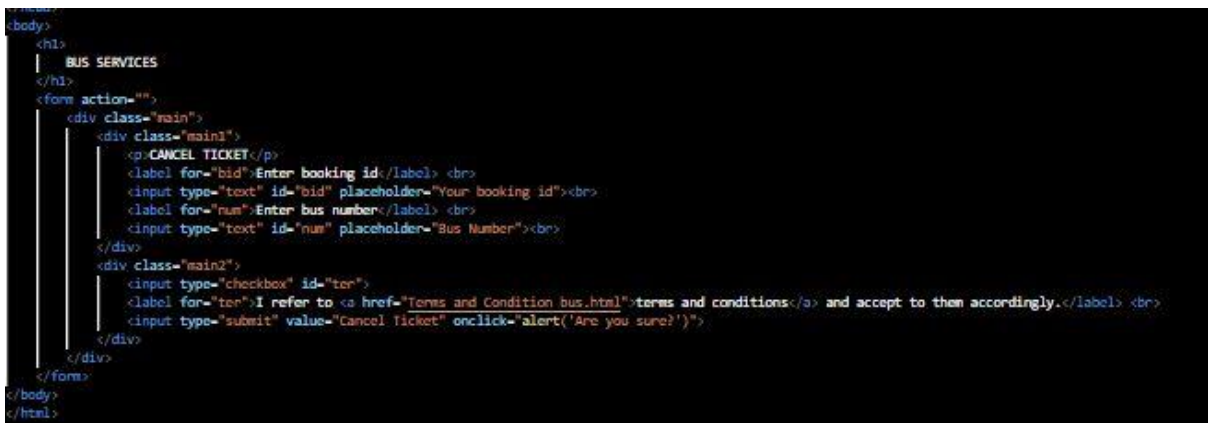 </head>
<body>
<h1>
BUS SERVICES
</h1>
<form action="">
<div class="main">
<div class="main1">
<p>CANCEL TICKET</p>
<label for="bid">Enter booking id</label> <br>
<input type="text" id="bid" placeholder="Your booking id"><br>
<label for="num">Enter bus number</label> <br>
<input type="text" id="num" placeholder="Bus Number"><br>
</div>
<div class="main2">
<input type="checkbox" id="ter">
<label for="ter">I refer to <a href="Terms and Condition bus.html">terms and conditions</a> and accept to them accordingly.</label> <br>
<input type="submit" value="Cancel Ticket" onclick="alert('Are you sure?')">
</div>
</div>
</form>
</body>
</html>